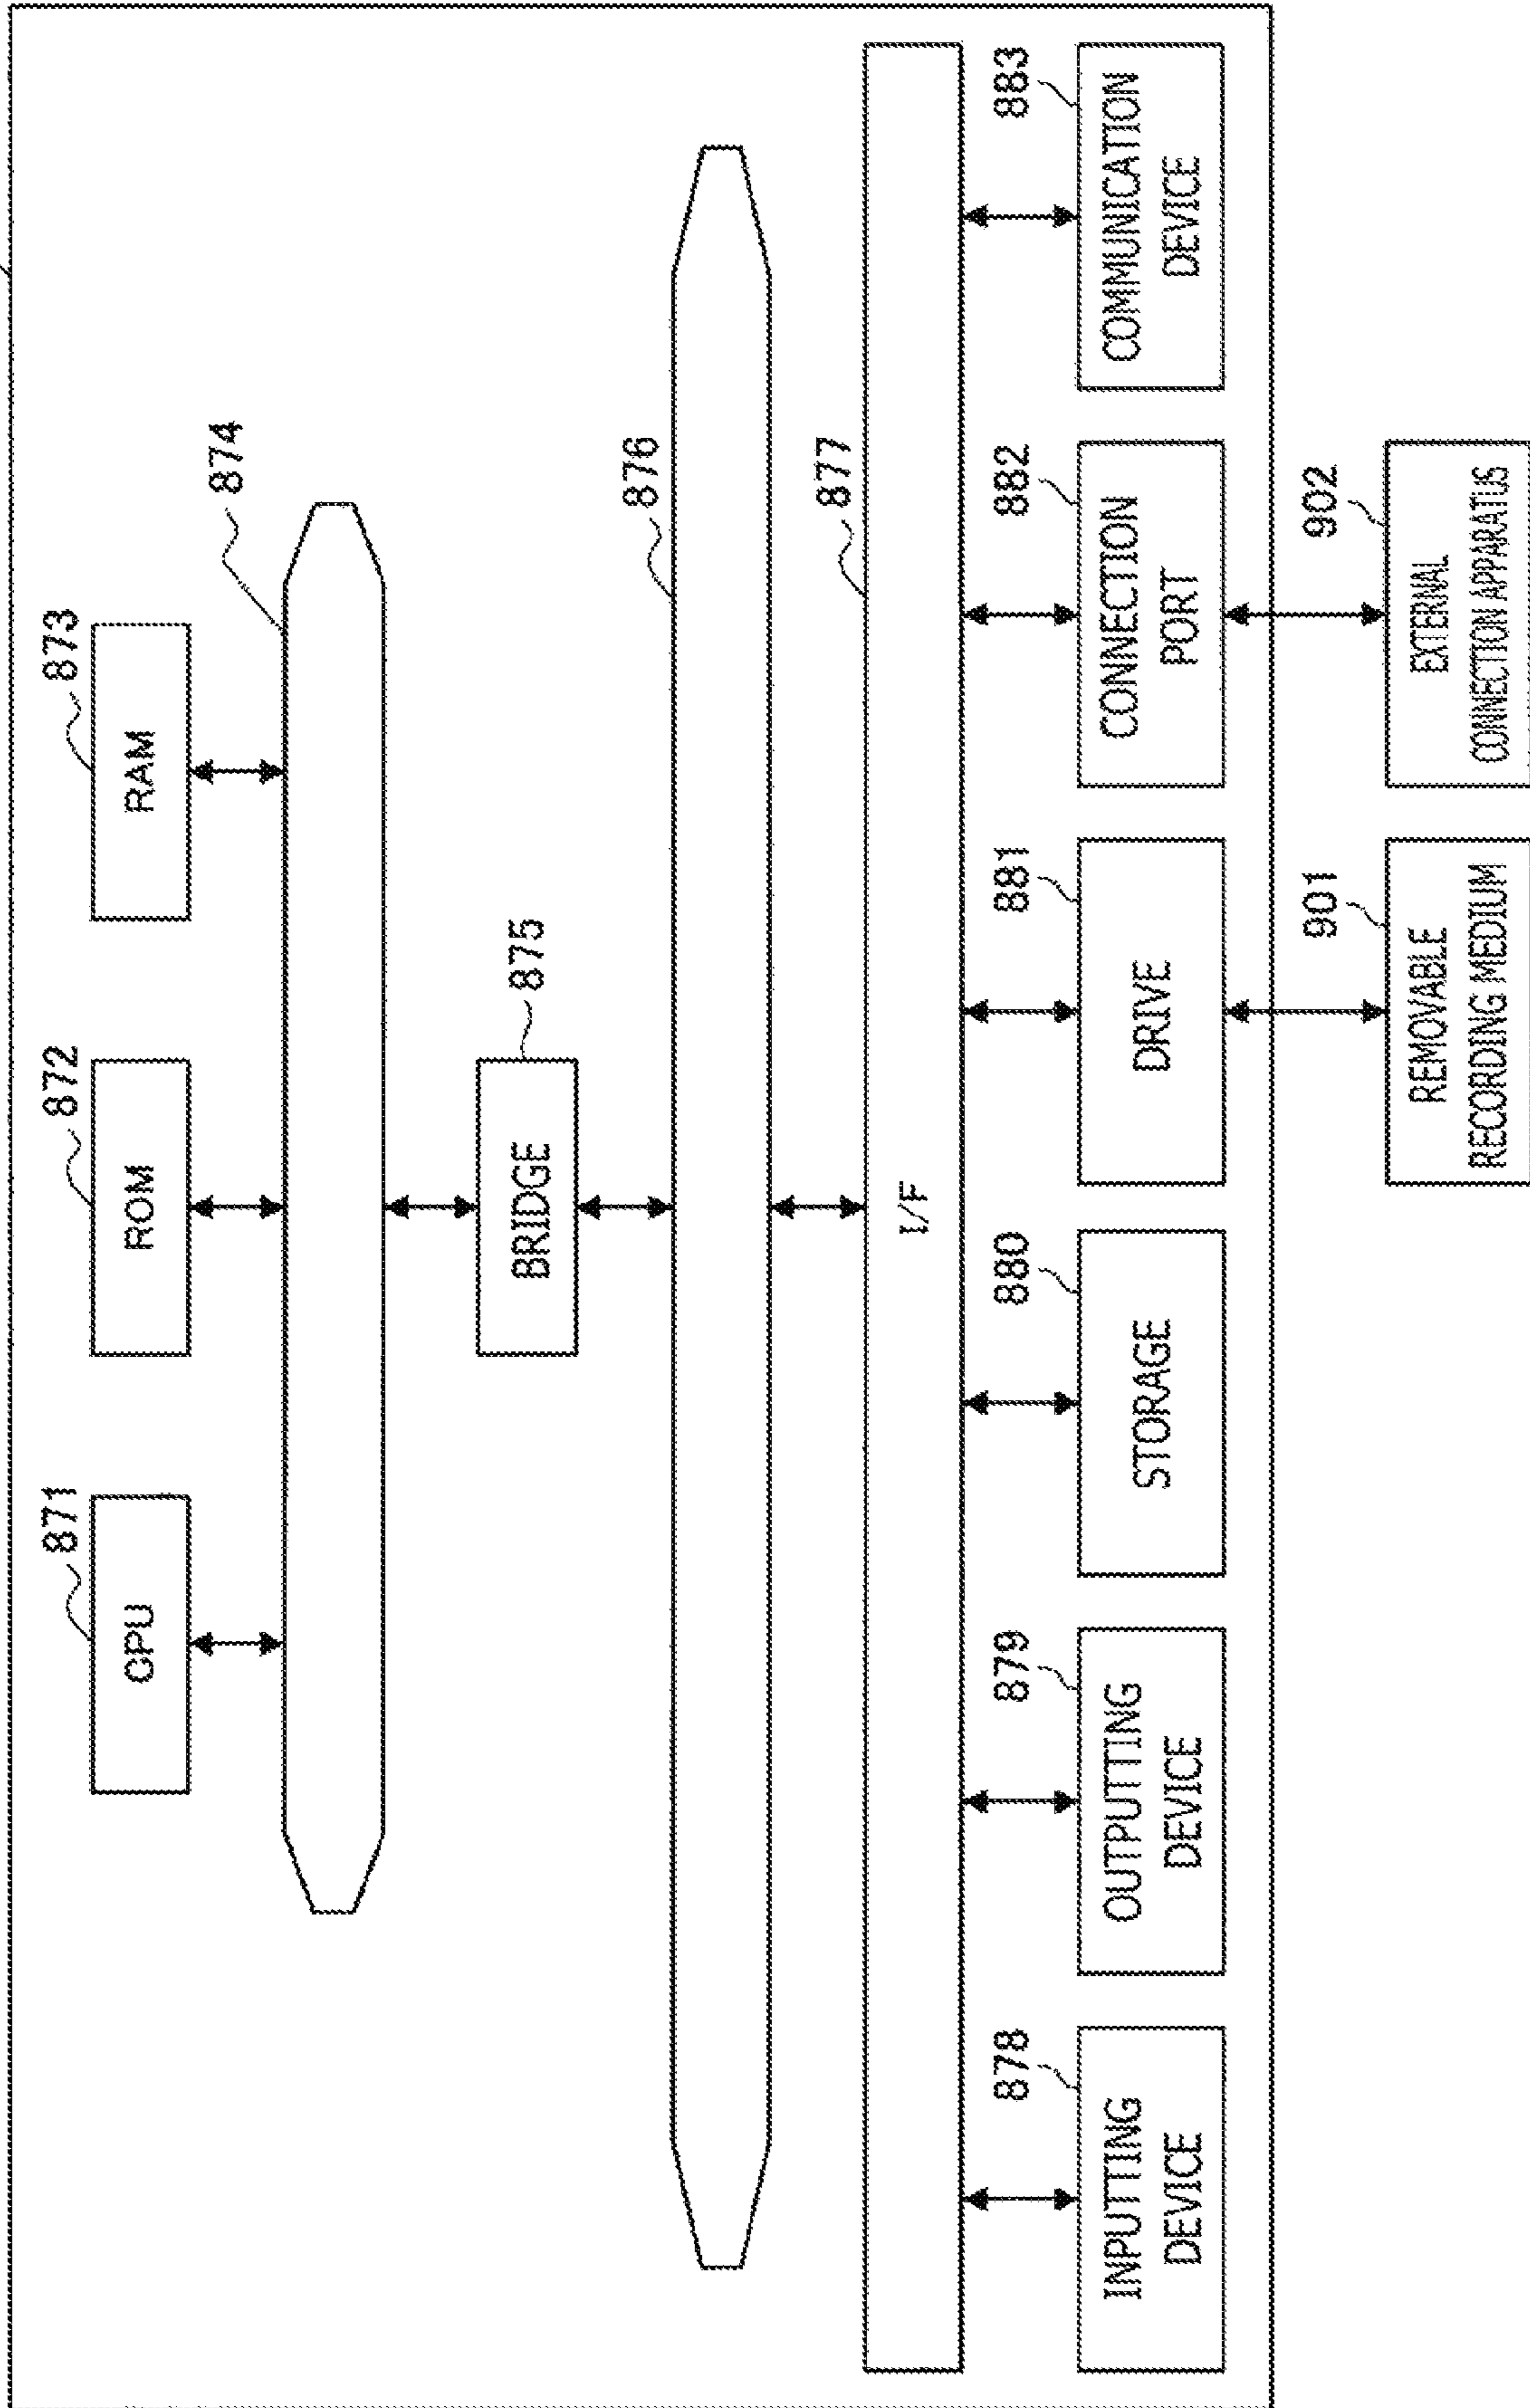 871
872
873
CPU
ROM
RAM
874
BRIDGE
875
876
877
I/F
878
879
880
881
882
883
INPUTTING
DEVICE
OUTPUTTING
DEVICE
STORAGE
DRIVE
CONNECTION
PORT
COMMUNICATION
DEVICE
901
902
REMOVABLE
RECORDING MEDIUM
EXTERNAL
CONNECTION APPARATUS